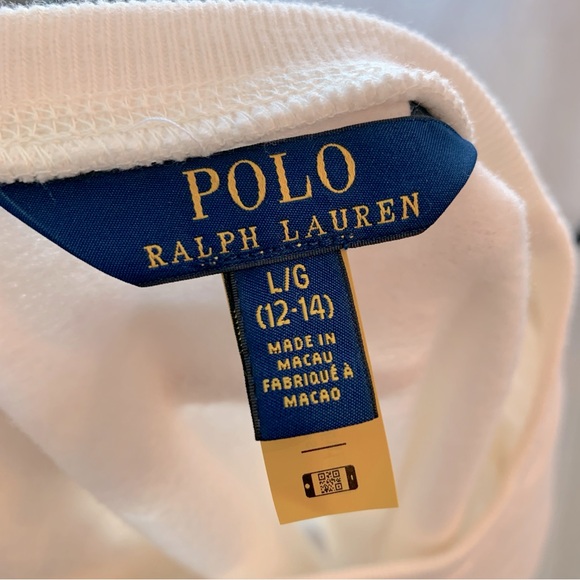 POLO
RALPH LAUREN
L/G
(12-14)
MADE IN
MACAU
FABRIQUÉ À
MACAO